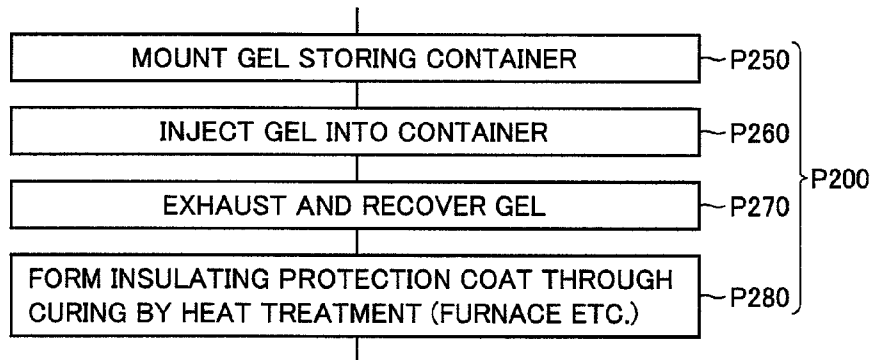 MOUNT GEL STORING CONTAINER P250
INJECT GEL INTO CONTAINER P260
P200
EXHAUST AND RECOVER GEL P270
FORM INSULATING PROTECTION COAT THROUGH
CURING BY HEAT TREATMENT (FURNACE ETC.) P280